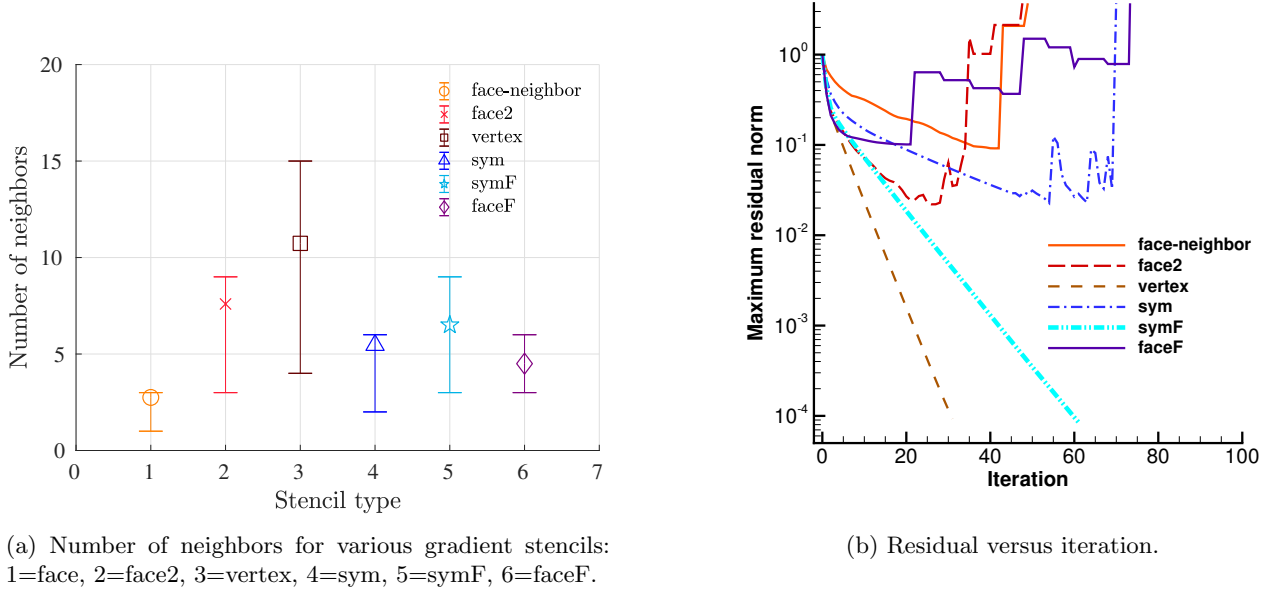 20
15
10
5
0
0 1 2 3 4 5 6 7
Number of neighbors
Stencil type
face-neighbor
face2
vertex
sym
symF
faceF
(a) Number of neighbors for various gradient stencils:
1=face, 2=face2, 3=vertex, 4=sym, 5=symF, 6=faceF.
10^0
10^-1
10^-2
10^-3
10^-4
0 20 40 60 80 100
Maximum residual norm
Iteration
face-neighbor
face2
vertex
sym
symF
faceF
(b) Residual versus iteration.